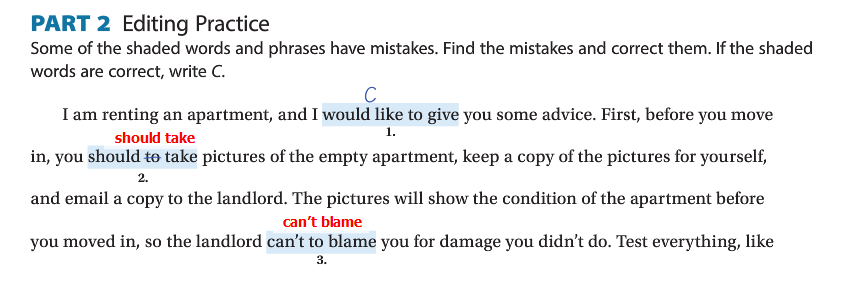 PART 2 Editing Practice
Some of the shaded words and phrases have mistakes. Find the mistakes and correct them. If the shaded
words are correct, write C.
C
I am renting an apartment, and I would like to give you some advice. First, before you move
1.
should take
in, you should to take pictures of the empty apartment, keep a copy of the pictures for yourself,
2.
and email a copy to the landlord. The pictures will show the condition of the apartment before
can't blame
you moved in, so the landlord can't to blame you for damage you didn't do. Test everything, like
3.